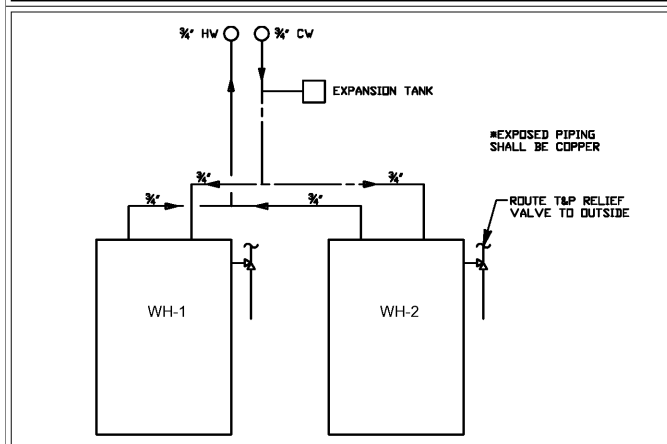 ¾" HW
¾" CW
EXPANSION TANK
*EXPOSED PIPING
SHALL BE COPPER
¾"
¾"
¾"
¾"
ROUTE T&P RELIEF
VALVE TO OUTSIDE
WH-1
WH-2